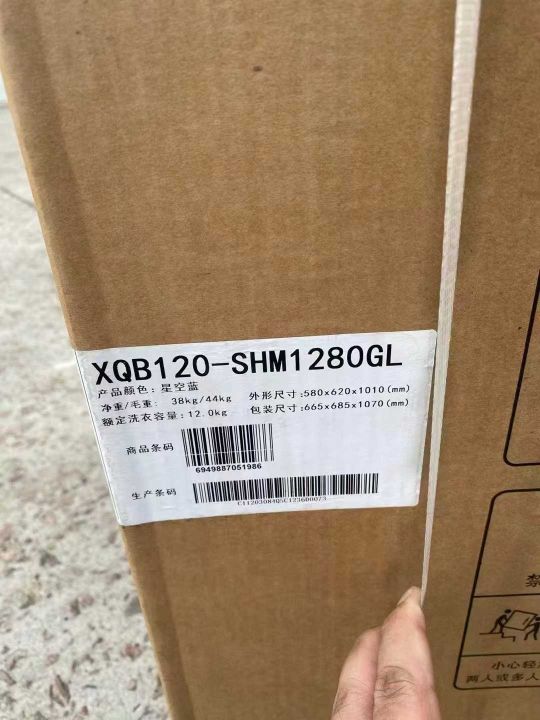 XQB120-SHM1280GL
产品颜色: 星空蓝
净重/毛重: 38kg/44kg 外形尺寸:580x620x1010(mm)
额定洗衣容量: 12.0kg 包装尺寸:665x685x1070(mm)
商品条码
6949887051986
生产条码
禁
小心轻
两人或多人